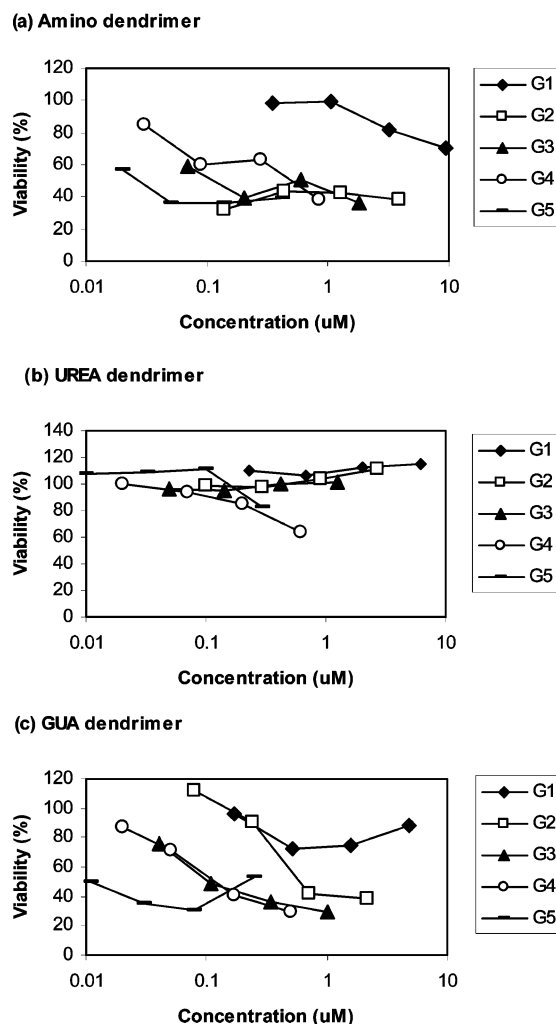 (a) Amino dendrimer
120
100
80
60
40
20
0
Viability (%)
0.01 0.1 1 10
Concentration (uM)
G1
G2
G3
G4
G5
(b) UREA dendrimer
140
120
100
80
60
40
20
0
Viability (%)
0.01 0.1 1 10
Concentration (uM)
G1
G2
G3
G4
G5
(c) GUA dendrimer
120
100
80
60
40
20
0
Viability (%)
0.01 0.1 1 10
Concentration (uM)
G1
G2
G3
G4
G5